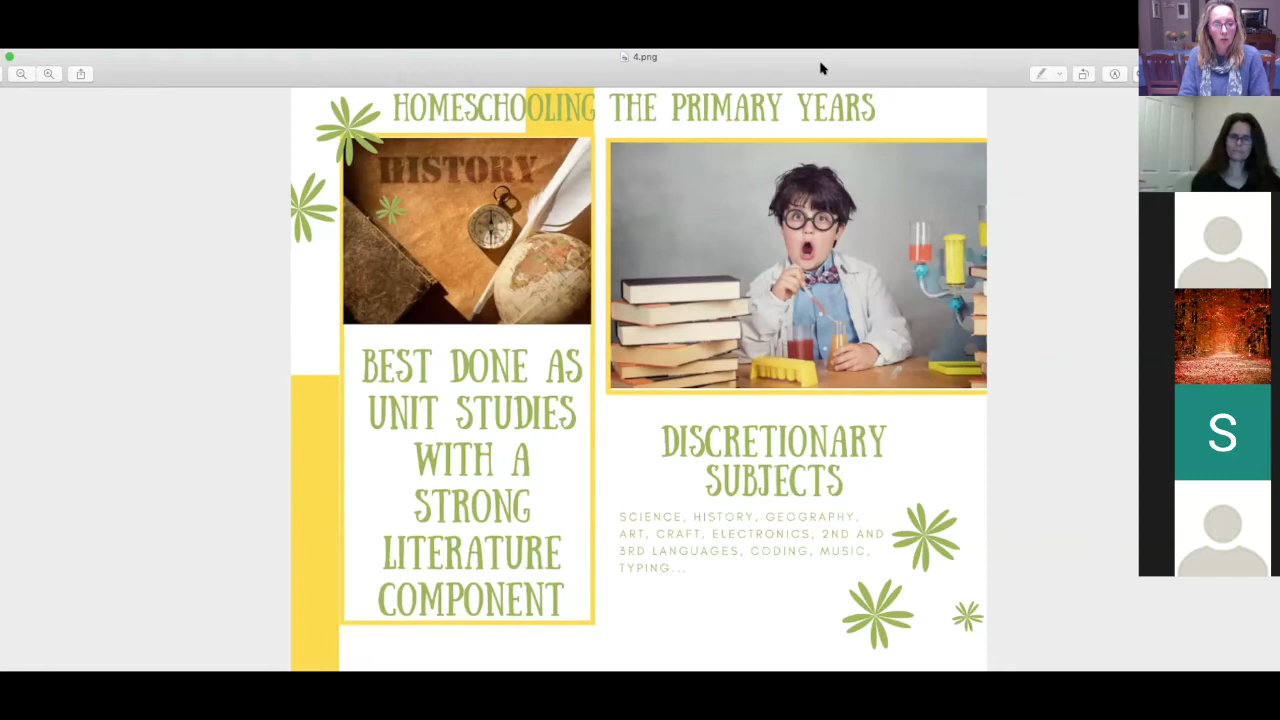 4.png
HOMESCHOOLING THE PRIMARY YEARS
HISTORY
BEST DONE AS
UNIT STUDIES
WITH A
STRONG
LITERATURE
COMPONENT
DISCRETIONARY
SUBJECTS
SCIENCE, HISTORY, GEOGRAPHY,
ART, CRAFT, ELECTRONICS, 2ND AND
3RD LANGUAGES, CODING, MUSIC,
TYPING...
S